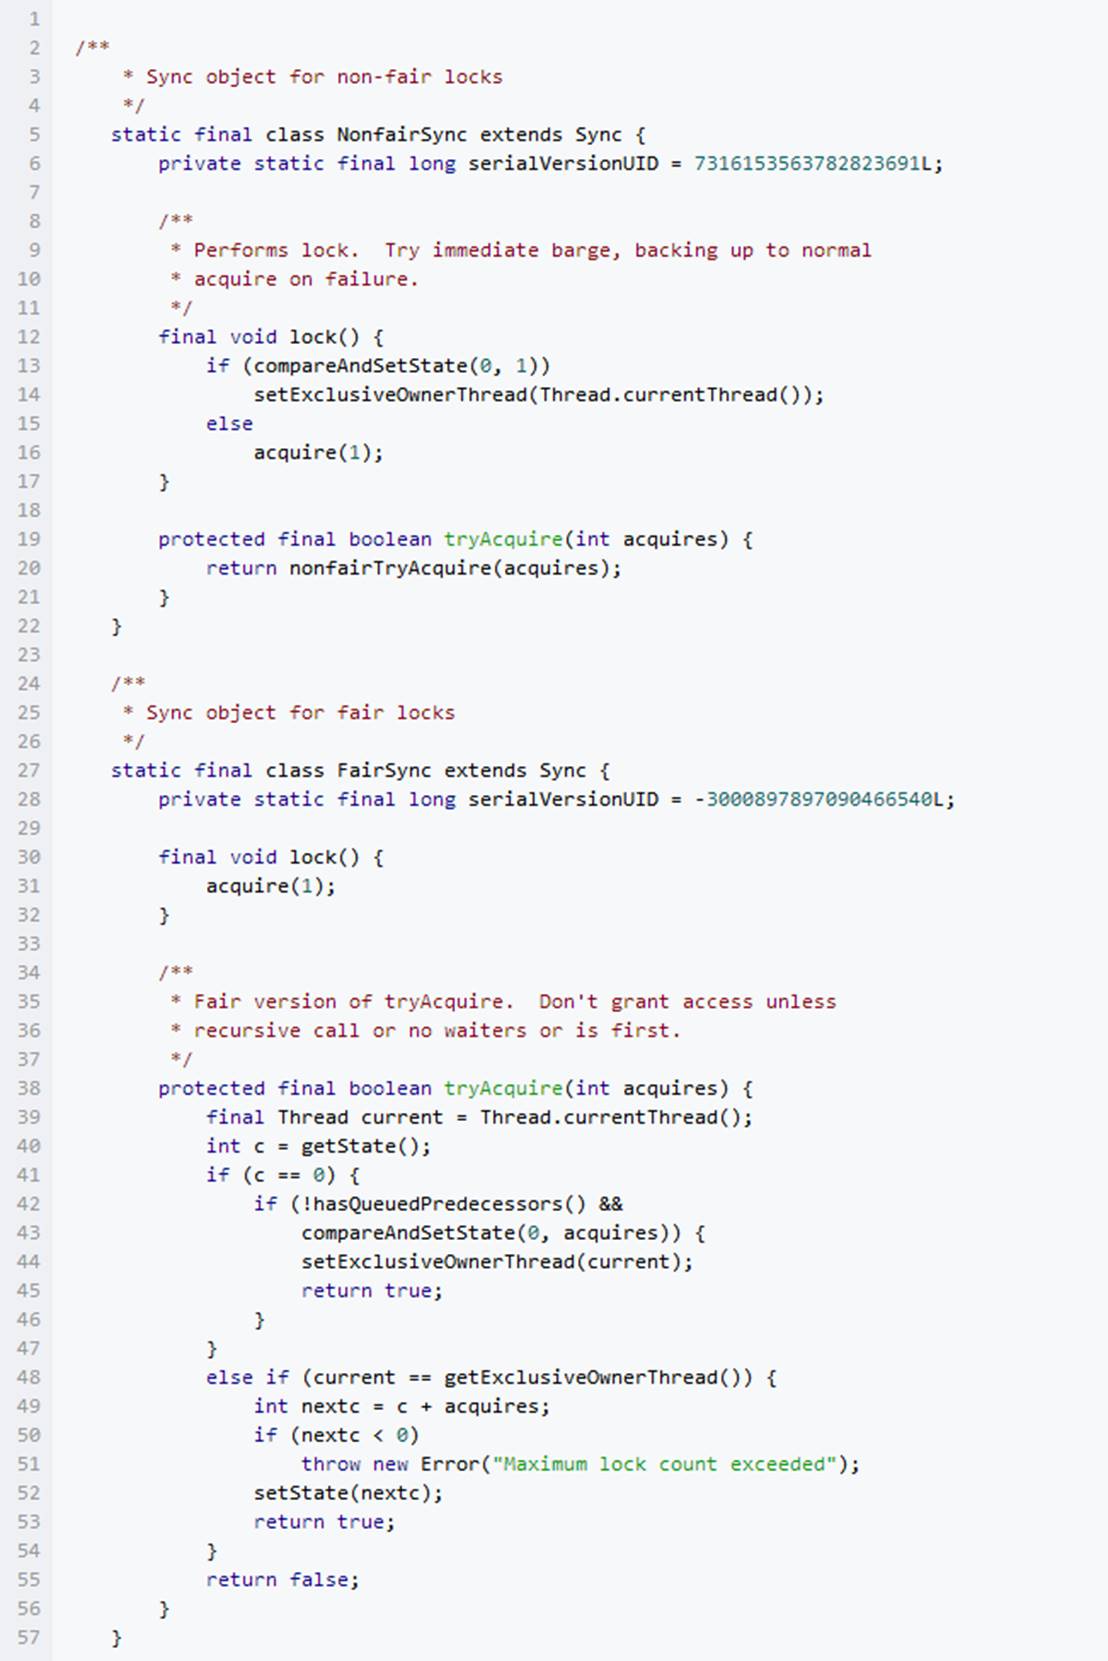 1
2 /**
3      * Sync object for non-fair locks
4      */
5     static final class NonfairSync extends Sync {
6         private static final long serialVersionUID = 7316153563782823691L;
7
8         /**
9          * Performs lock.  Try immediate barge, backing up to normal
10          * acquire on failure.
11          */
12         final void lock() {
13             if (compareAndSetState(0, 1))
14                 setExclusiveOwnerThread(Thread.currentThread());
15             else
16                 acquire(1);
17         }
18
19         protected final boolean tryAcquire(int acquires) {
20             return nonfairTryAcquire(acquires);
21         }
22     }
23
24     /**
25      * Sync object for fair locks
26      */
27     static final class FairSync extends Sync {
28         private static final long serialVersionUID = -3000897897090466540L;
29
30         final void lock() {
31             acquire(1);
32         }
33
34         /**
35          * Fair version of tryAcquire.  Don't grant access unless
36          * recursive call or no waiters or is first.
37          */
38         protected final boolean tryAcquire(int acquires) {
39             final Thread current = Thread.currentThread();
40             int c = getState();
41             if (c == 0) {
42                 if (!hasQueuedPredecessors() &&
43                     compareAndSetState(0, acquires)) {
44                     setExclusiveOwnerThread(current);
45                     return true;
46                 }
47             }
48             else if (current == getExclusiveOwnerThread()) {
49                 int nextc = c + acquires;
50                 if (nextc < 0)
51                     throw new Error("Maximum lock count exceeded");
52                 setState(nextc);
53                 return true;
54             }
55             return false;
56         }
57     }